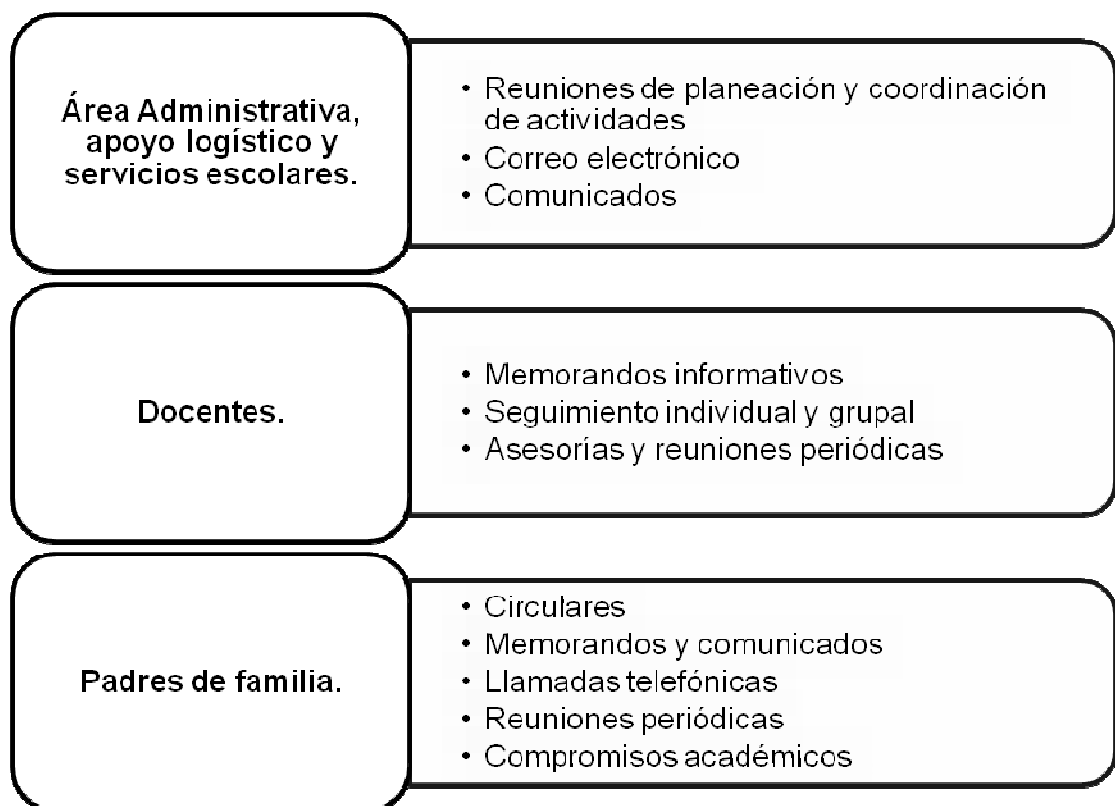 Área Administrativa,
apoyo logístico y
servicios escolares.
• Reuniones de planeación y coordinación
de actividades
• Correo electrónico
• Comunicados
Docentes.
• Memorandos informativos
• Seguimiento individual y grupal
• Asesorías y reuniones periódicas
Padres de familia.
• Circulares
• Memorandos y comunicados
• Llamadas telefónicas
• Reuniones periódicas
• Compromisos académicos